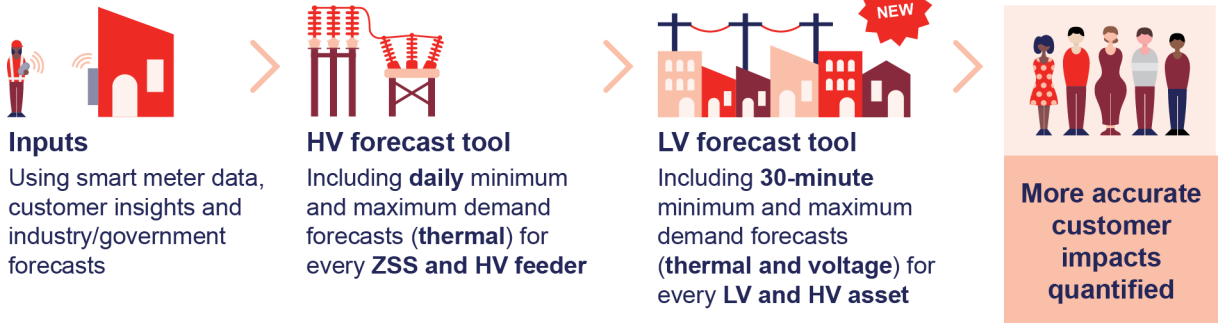 NEW
Inputs
Using smart meter data,
customer insights and
industry/government
forecasts
HV forecast tool
Including daily minimum
and maximum demand
forecasts (thermal) for
every ZSS and HV feeder
LV forecast tool
Including 30-minute
minimum and maximum
demand forecasts
(thermal and voltage) for
every LV and HV asset
More accurate
customer
impacts
quantified